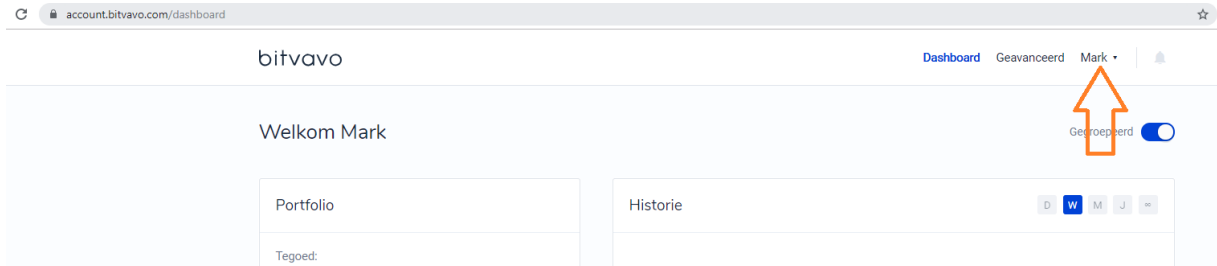 account.bitvavo.com/dashboard
bitvavo Dashboard Geavanceerd Mark
Welkom Mark Gegroepeerd
Portfolio Historie D W M J ∞
Tegoed: